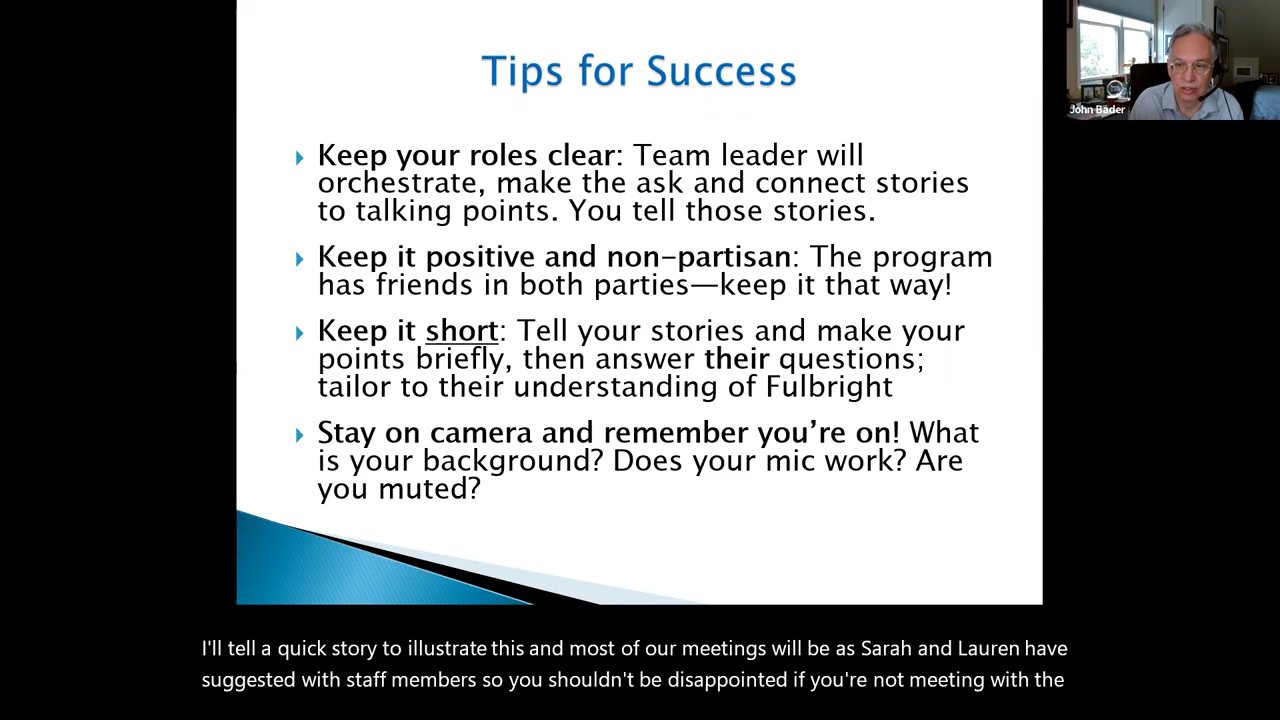 Tips for Success
John Bader
Keep your roles clear: Team leader will
orchestrate, make the ask and connect stories
to talking points. You tell those stories.
Keep it positive and non-partisan: The program
has friends in both parties—keep it that way!
Keep it short: Tell your stories and make your
points briefly, then answer their questions;
tailor to their understanding of Fulbright
Stay on camera and remember you’re on! What
is your background? Does your mic work? Are
you muted?
I'll tell a quick story to illustrate this and most of our meetings will be as Sarah and Lauren have
suggested with staff members so you shouldn't be disappointed if you're not meeting with the